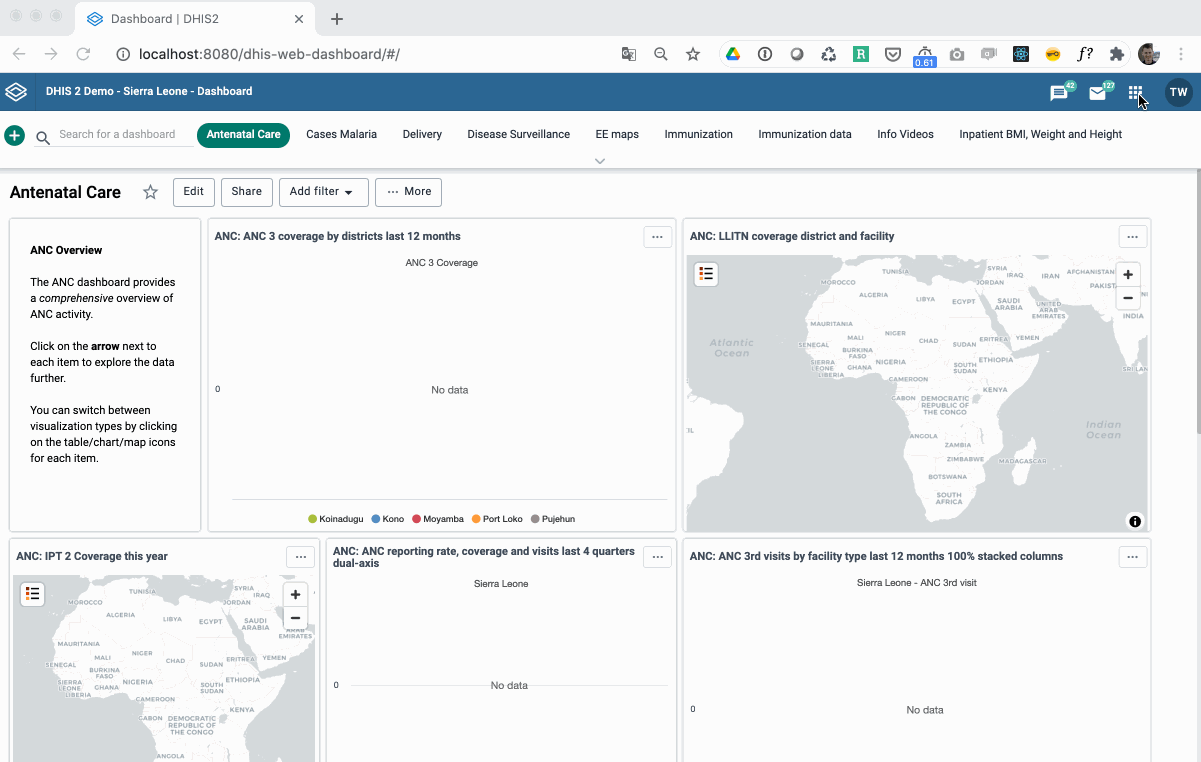 Dashboard | DHIS2
localhost:8080/dhis-web-dashboard/#/
R
0.61
f?
DHIS 2 Demo - Sierra Leone - Dashboard
42
127
TW
Search for a dashboard
Antenatal Care
Cases Malaria
Delivery
Disease Surveillance
EE maps
Immunization
Immunization data
Info Videos
Inpatient BMI, Weight and Height
Antenatal Care
Edit
Share
Add filter
··· More
ANC Overview
The ANC dashboard provides
a comprehensive overview of
ANC activity.
Click on the arrow next to
each item to explore the data
further.
You can switch between
visualization types by clicking
on the table/chart/map icons
for each item.
ANC: ANC 3 coverage by districts last 12 months
ANC 3 Coverage
0
No data
Koinadugu
Kono
Moyamba
Port Loko
Pujehun
ANC: LLITN coverage district and facility
+
−
TUNISIA
SYRIA
IRAQ
IRAN
AFGHANISTAN
MOROCCO
JORDAN
PAKIST
ALGERIA
LIBYA
EGYPT
SAUDI
ARABIA
UNITED
ARAB
EMIRATES
INDIA
MAURITANIA
MALI
NIGER
CHAD
SUDAN
ERITREA
YEMEN
SENEGAL
BURKINA
FASO
SIERRA
LEONE
GHANA
NIGERIA
LIBERIA
SOUTH
SUDAN
ETHIOPIA
SRI LAN
CAMEROON
KENYA
GABON
DEMOCRATIC
REPUBLIC OF
THE CONGO
Atlantic
Ocean
Indian
Ocean
IL
ANGOLA
ZAMBIA
ZIMBABWE
MADAGASCAR
BOTSWANA
SOUTH
AFRICA
ANC: IPT 2 Coverage this year
+
−
TUNISIA
SYRIA
IRAQ
MOROCCO
JORDAN
ALGERIA
LIBYA
EGYPT
SAUDI
ARABIA
EMIRATES
MAURITANIA
MALI
NIGER
CHAD
SUDAN
ERITREA
YEMEN
SENEGAL
BURKINA
FASO
SIERRA
LEONE
GHANA
NIGERIA
LIBERIA
SOUTH
SUDAN
ETHIOPIA
CAMEROON
KENYA
GABON
DEMOCRATIC
REPUBLIC OF
THE CONGO
ANGOLA
ANC: ANC reporting rate, coverage and visits last 4 quarters
dual-axis
Sierra Leone
0
No data
ANC: ANC 3rd visits by facility type last 12 months 100% stacked columns
Sierra Leone - ANC 3rd visit
0
No data